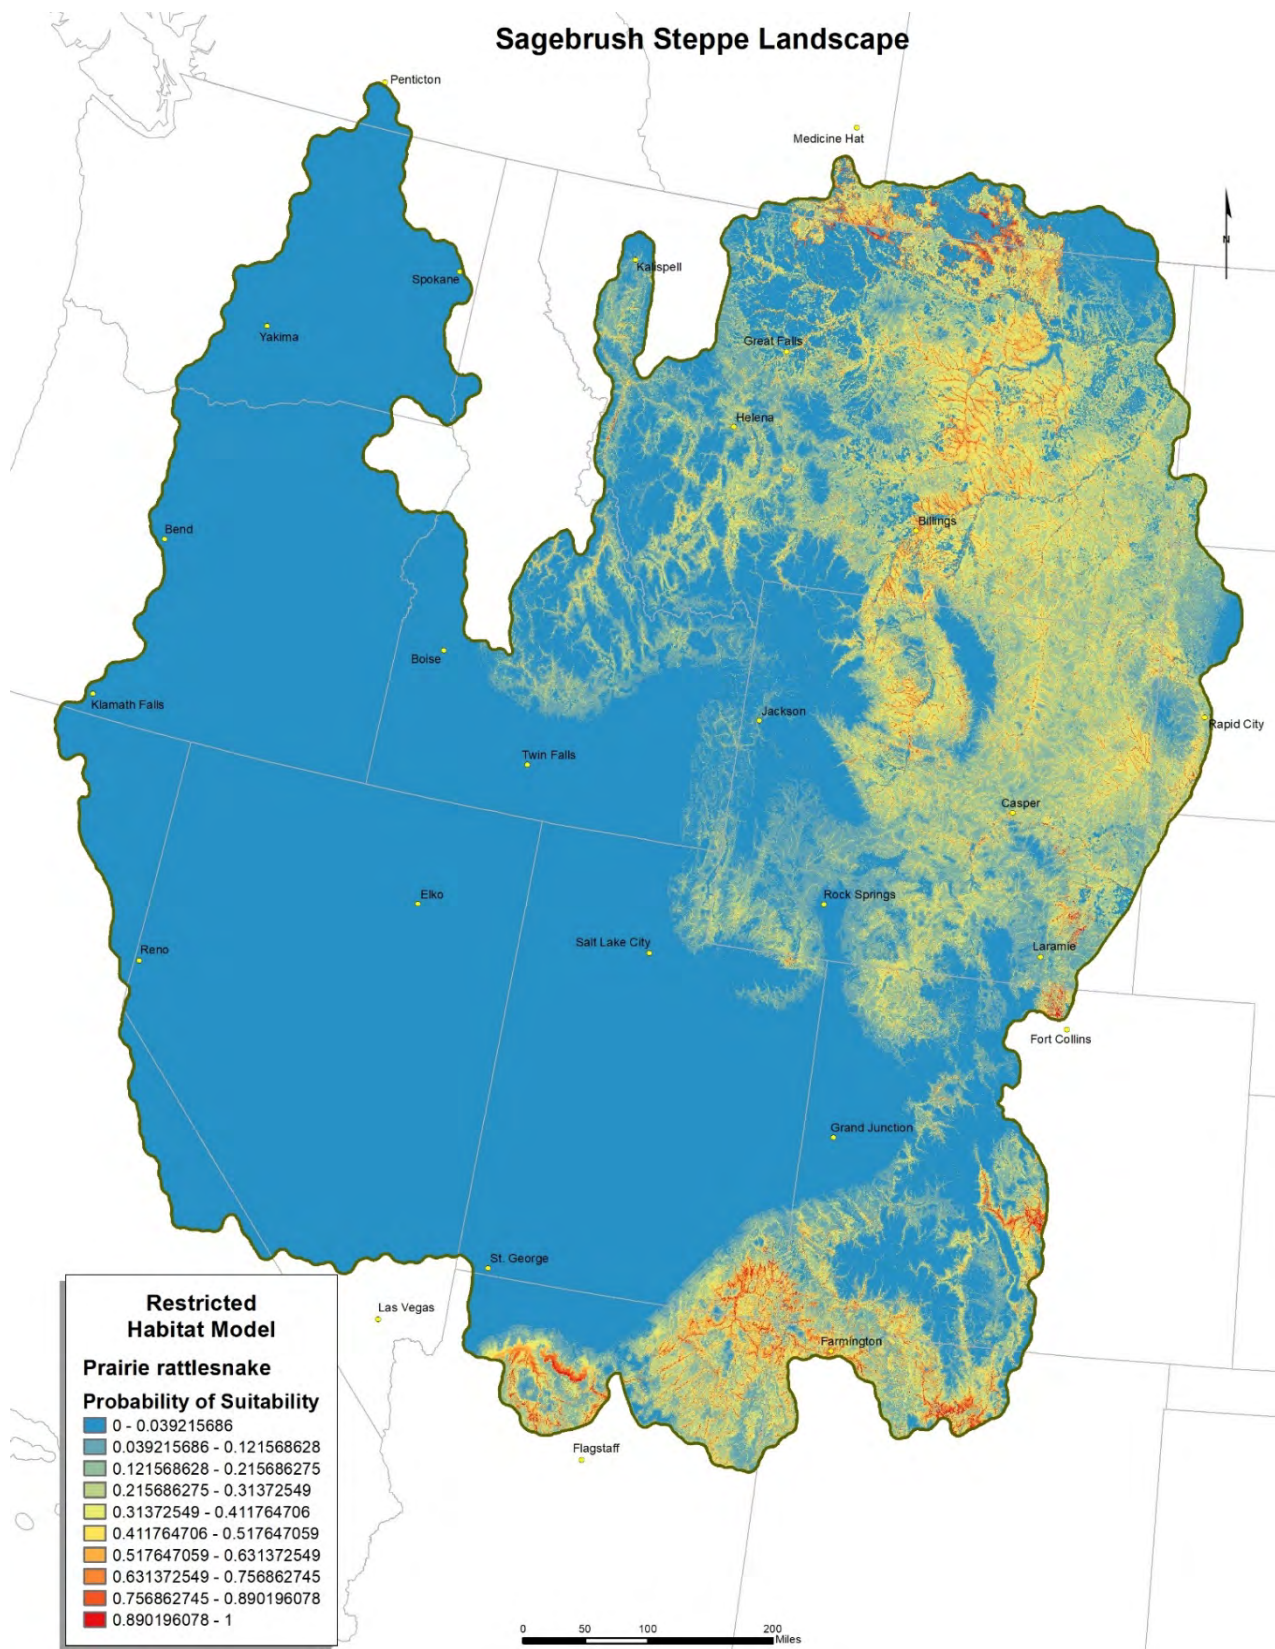 Sagebrush Steppe Landscape
Penticton
Medicine Hat
N
Kalispell
Spokane
Yakima
Great Falls
Helena
Billings
Bend
Boise
Klamath Falls
Jackson
Rapid City
Twin Falls
Casper
Elko
Rock Springs
Reno
Salt Lake City
Laramie
Fort Collins
Grand Junction
St. George
Las Vegas
Farmington
Flagstaff
Restricted
Habitat Model
Prairie rattlesnake
Probability of Suitability
0 - 0.039215686
0.039215686 - 0.121568628
0.121568628 - 0.215686275
0.215686275 - 0.31372549
0.31372549 - 0.411764706
0.411764706 - 0.517647059
0.517647059 - 0.631372549
0.631372549 - 0.756862745
0.756862745 - 0.890196078
0.890196078 - 1
0 50 100 200
Miles